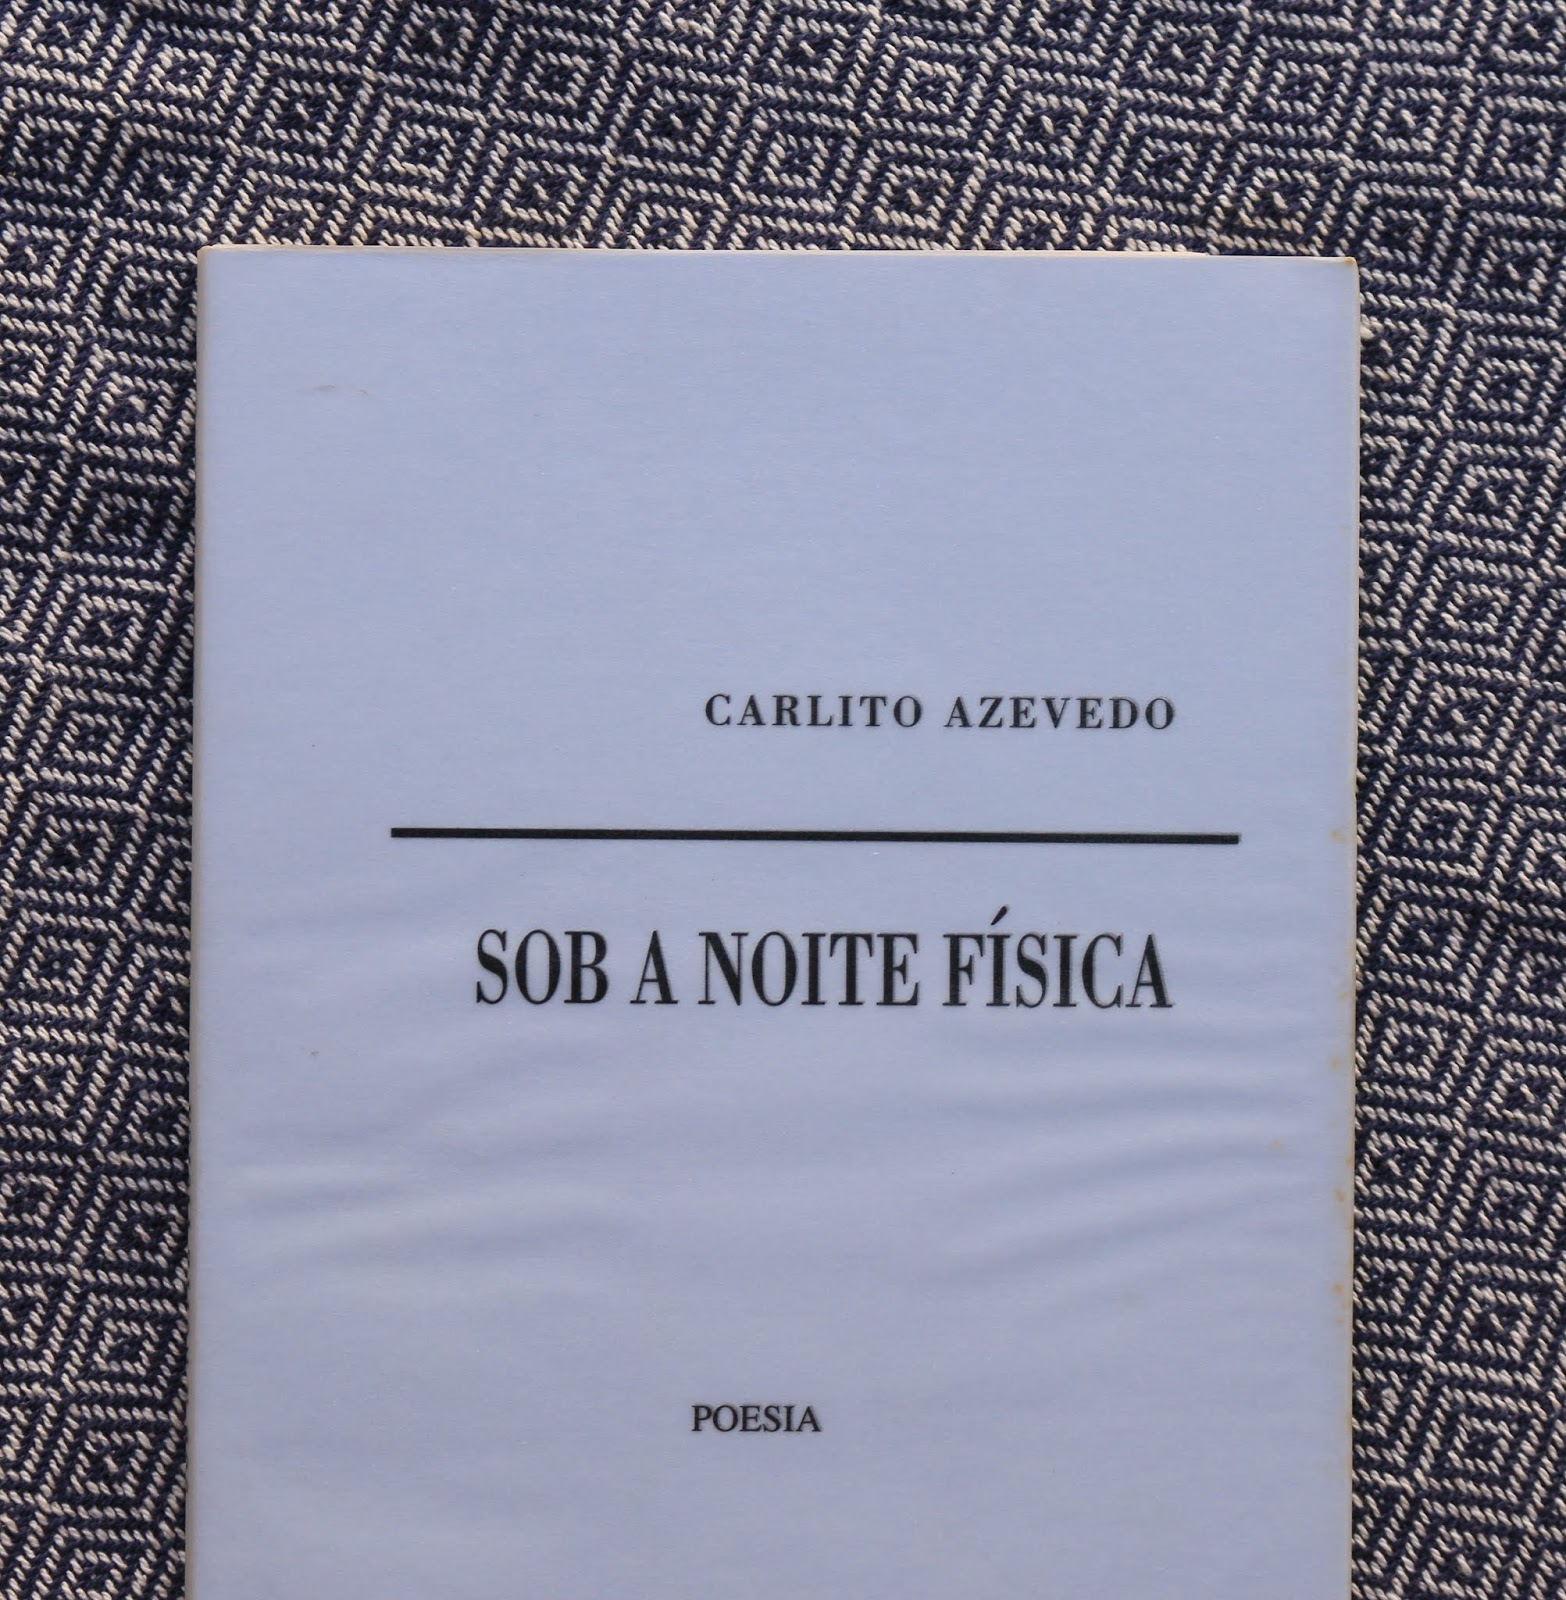 CARLITO AZEVEDO
SOB A NOITE FÍSICA
POESIA